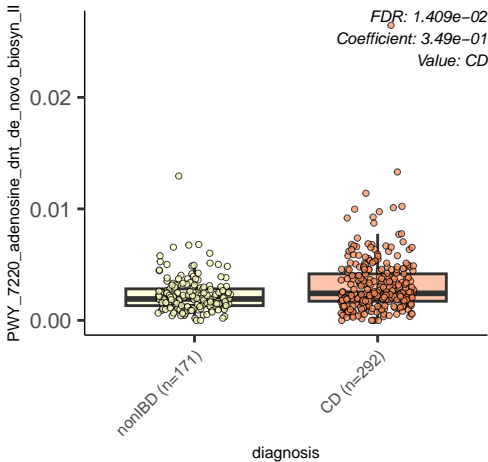 FDR: 1.409e−02
Coefficient: 3.49e−01
Value: CD
PWY_7220_adenosine_dnt_de_novo_biosyn_II
0.02
0.01
0.00
nonIBD (n=171)
CD (n=292)
diagnosis